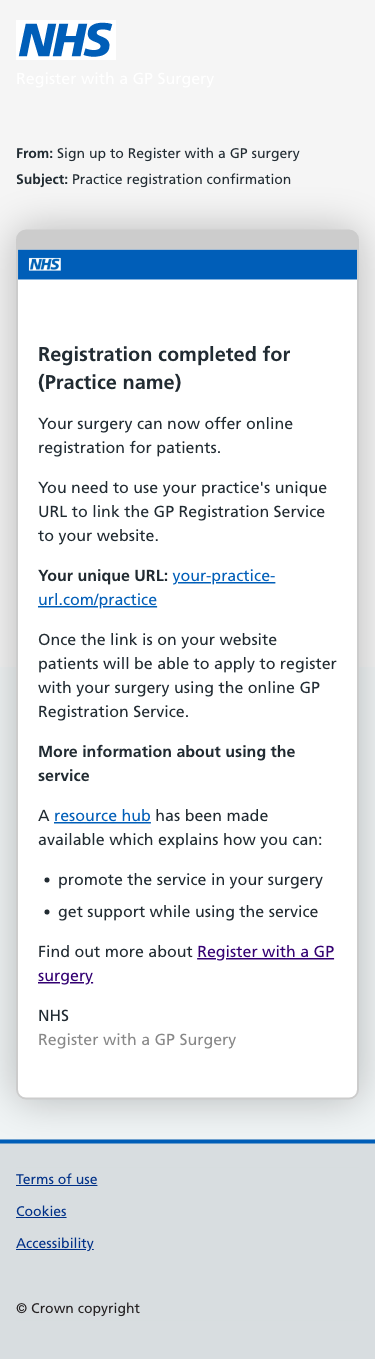 NHS
Register with a GP Surgery
From: Sign up to Register with a GP surgery
Subject: Practice registration confirmation
NHS
Registration completed for
(Practice name)
Your surgery can now offer online
registration for patients.
You need to use your practice's unique
URL to link the GP Registration Service
to your website.
Your unique URL: your-practice-
url.com/practice
Once the link is on your website
patients will be able to apply to register
with your surgery using the online GP
Registration Service.
More information about using the
service
A resource hub has been made
available which explains how you can:
• promote the service in your surgery
• get support while using the service
Find out more about Register with a GP
surgery
NHS
Register with a GP Surgery
Terms of use
Cookies
Accessibility
© Crown copyright